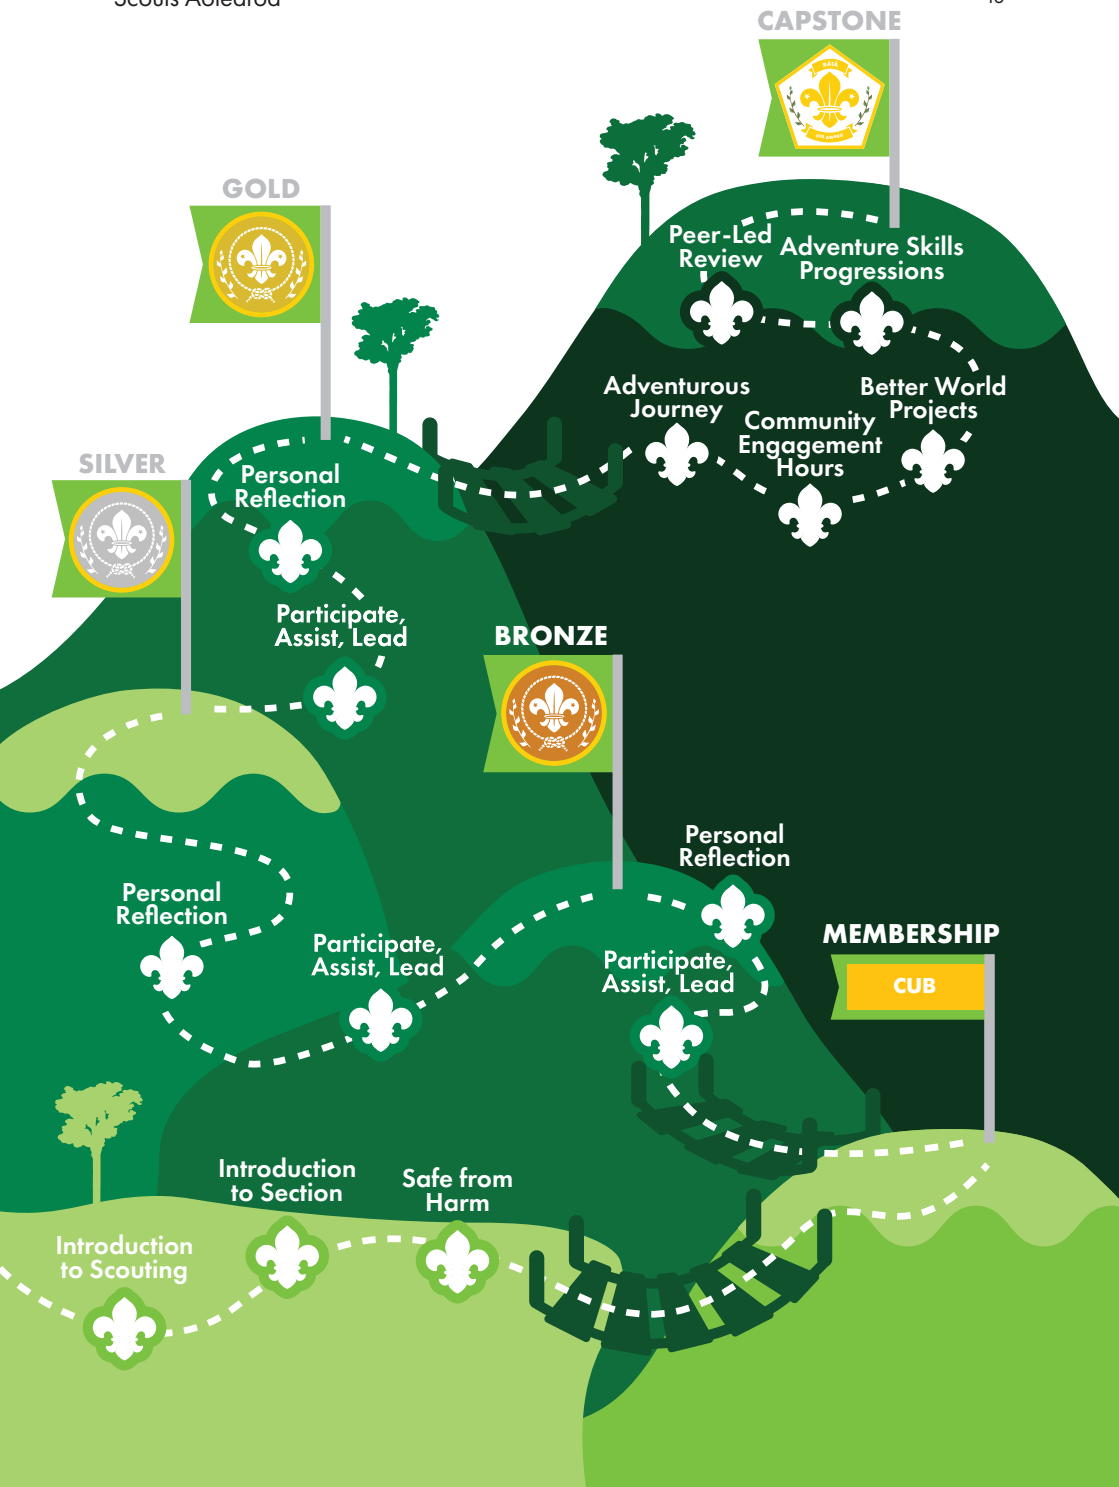 CAPSTONE
GOLD
Peer-Led
Review
Adventure Skills
Progressions
Adventurous
Journey
Community
Engagement
Hours
Better World
Projects
SILVER
Personal
Reflection
Participate,
Assist, Lead
BRONZE
Personal
Reflection
Personal
Reflection
Participate,
Assist, Lead
Participate,
Assist, Lead
MEMBERSHIP
CUB
Introduction
to Section
Safe from
Harm
Introduction
to Scouting